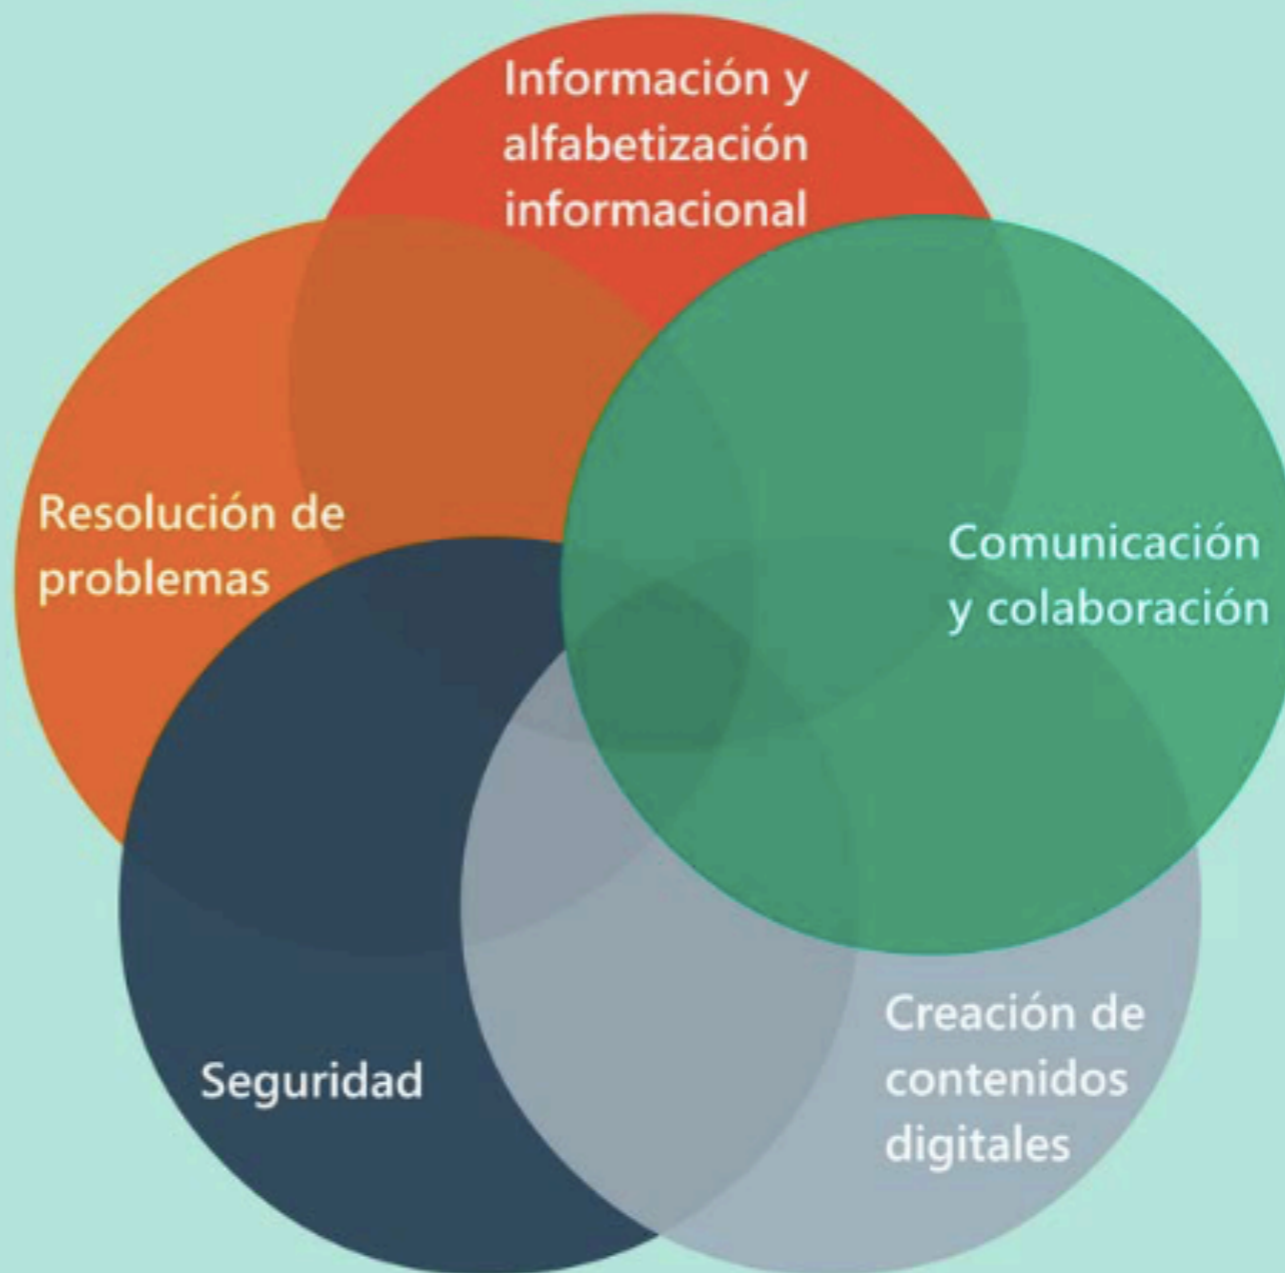 Información y
alfabetización
informacional
Resolución de
problemas
Comunicación
y colaboración
Seguridad
Creación de
contenidos
digitales